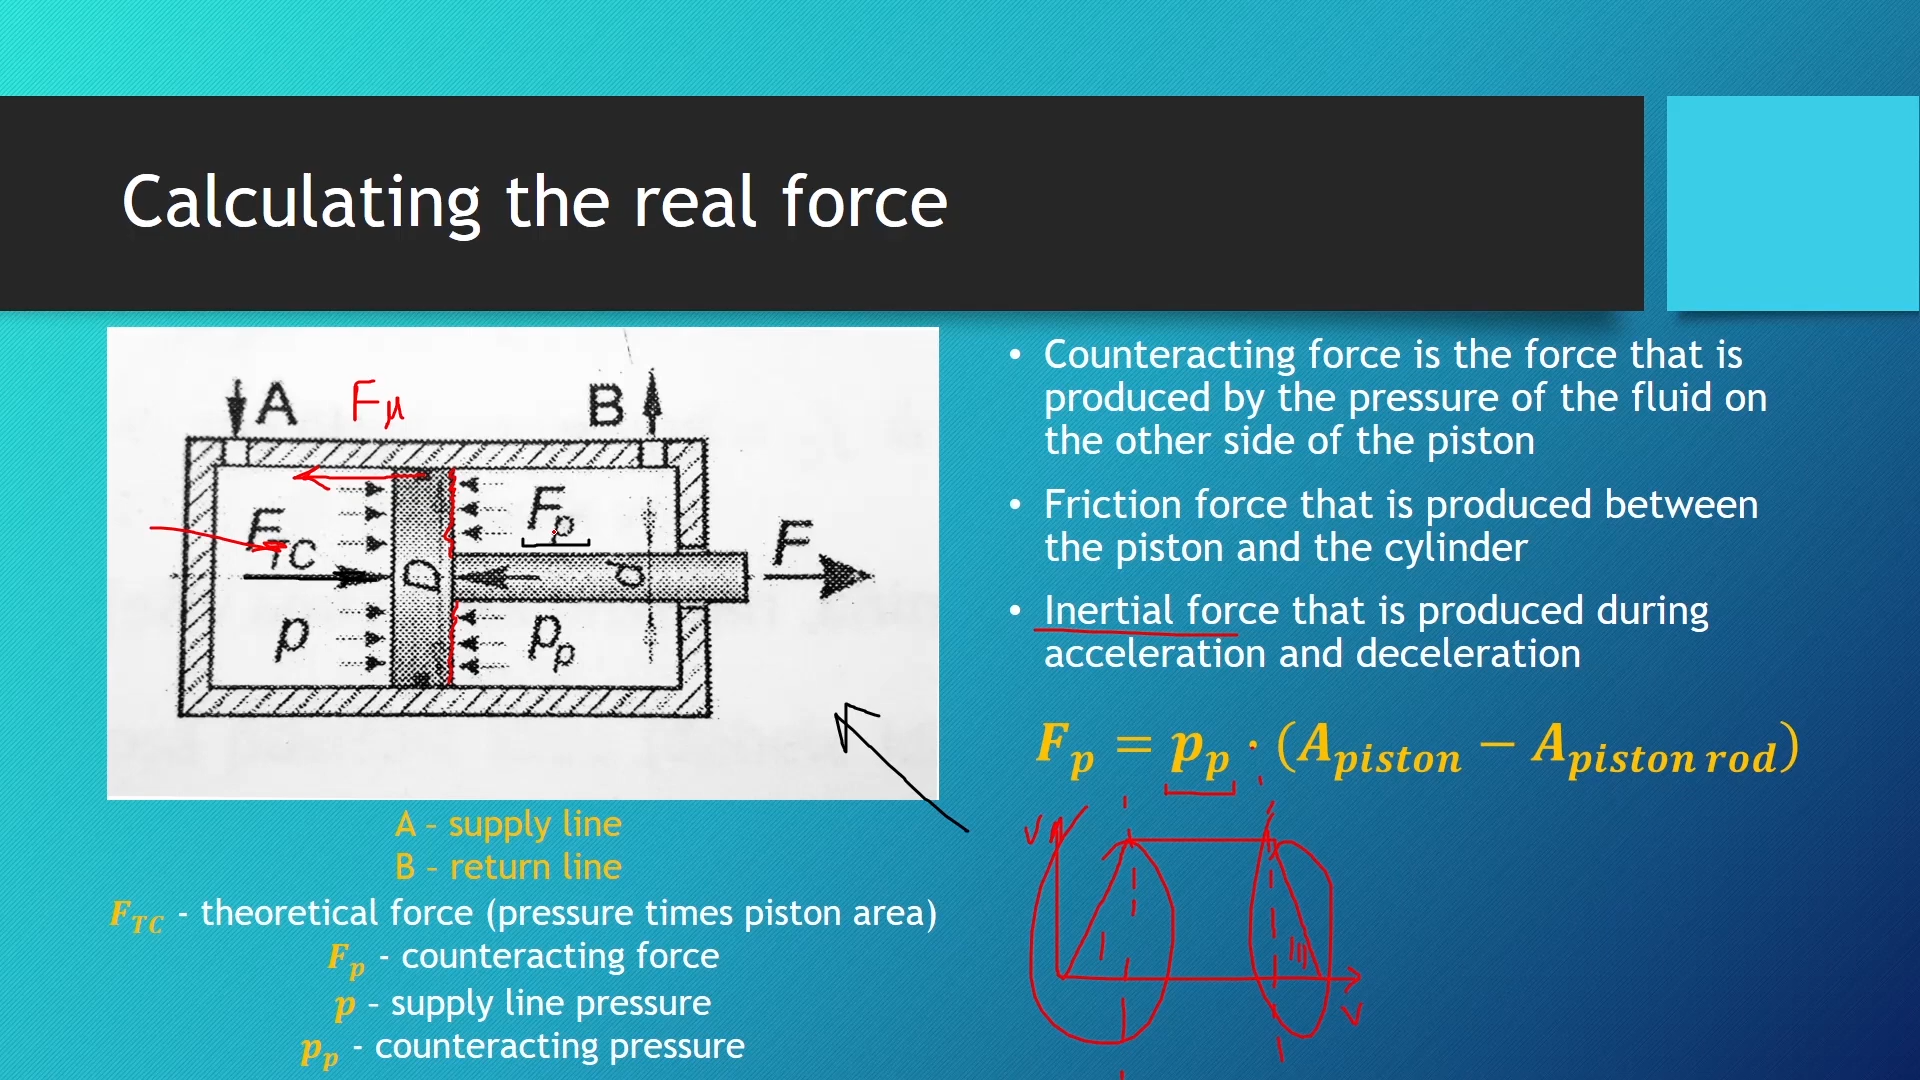 Calculating the real force
A
Fμ
B
F_TC
F_p
D
d
F
p
p_p
A – supply line
B – return line
F_TC - theoretical force (pressure times piston area)
F_p - counteracting force
p – supply line pressure
p_p - counteracting pressure
• Counteracting force is the force that is
produced by the pressure of the fluid on
the other side of the piston
• Friction force that is produced between
the piston and the cylinder
• Inertial force that is produced during
acceleration and deceleration
F_p = p_p · (A_piston − A_piston rod)
V
I
III
V